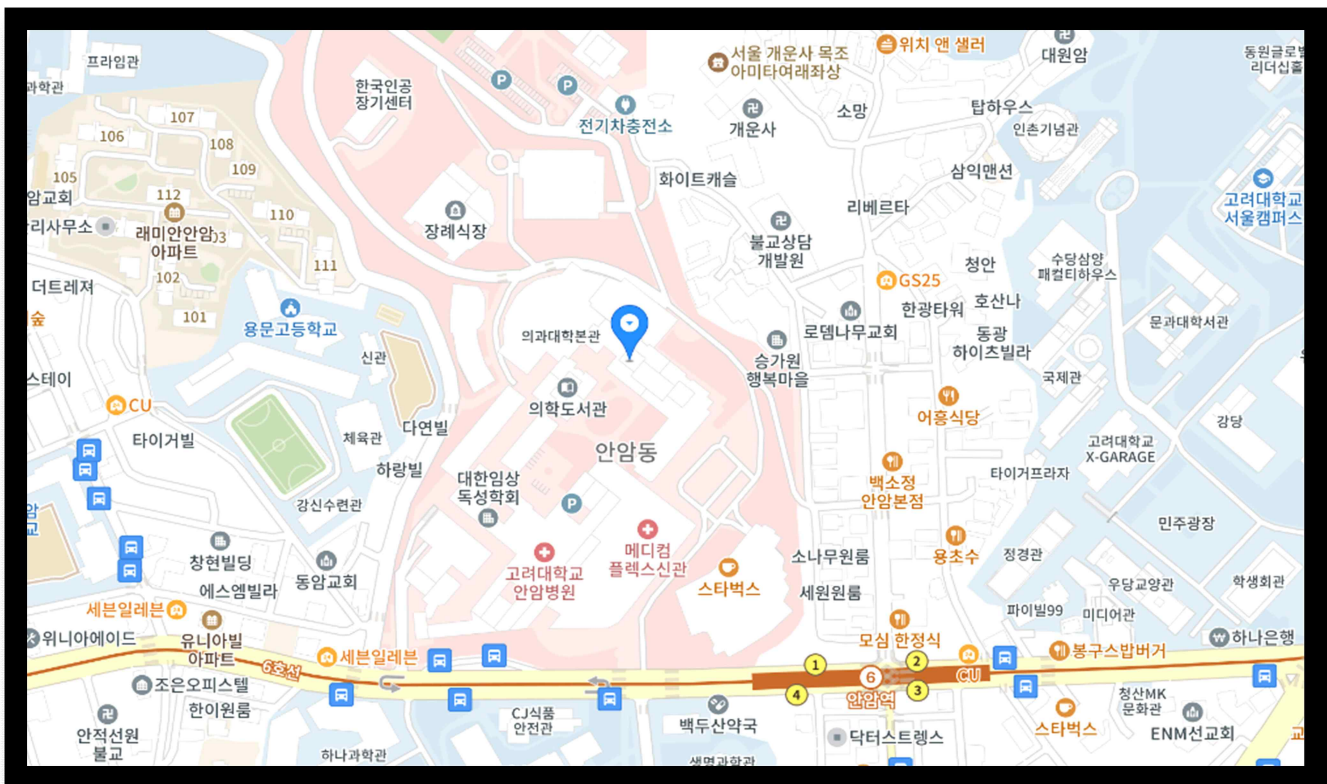 프라임관
과학관
107
106
108
105
109
112
암교회
110
리사무소
래미안안암
아파트
03
102
111
101
더트레져
숲
용문고등학교
스테이
CU
타이거빌
신관
체육관
다연빌
하랑빌
강신수련관
암
교
창현빌딩
에스엠빌라
동암교회
세븐일레븐
위니아에이드
유니아빌
아파트
6호선
세븐일레븐
조은오피스텔
한이원룸
안적선원
불교
하나과학관
한국인공
장기센터
P
P
전기차충전소
장례식장
의과대학본관
의학도서관
안암동
대한임상
독성학회
P
고려대학교
안암병원
메디컴
플렉스신관
스타벅스
CJ식품
안전관
백두산약국
생명과학관
서울 개운사 목조
아미타여래좌상
위치 앤 샐러
대원암
동원글로벌
리더십홀
개운사
소망
탑하우스
인촌기념관
화이트캐슬
삼익맨션
고려대학교
서울캠퍼스
리베르타
불교상담
개발원
청안
수당삼양
패컬티하우스
GS25
한광타워
호산나
로뎀나무교회
동광
하이츠빌라
문과대학서관
승가원
행복마을
국제관
어흥식당
강당
고려대학교
X-GARAGE
백소정
안암본점
타이거프라자
민주광장
소나무원룸
용초수
정경관
세원원룸
우당교양관
학생회관
파이빌99
미디어관
모심 한정식
봉구스밥버거
하나은행
1
2
CU
6
안암역
4
3
닥터스트렝스
스타벅스
청산MK
문화관
ENM선교회
교